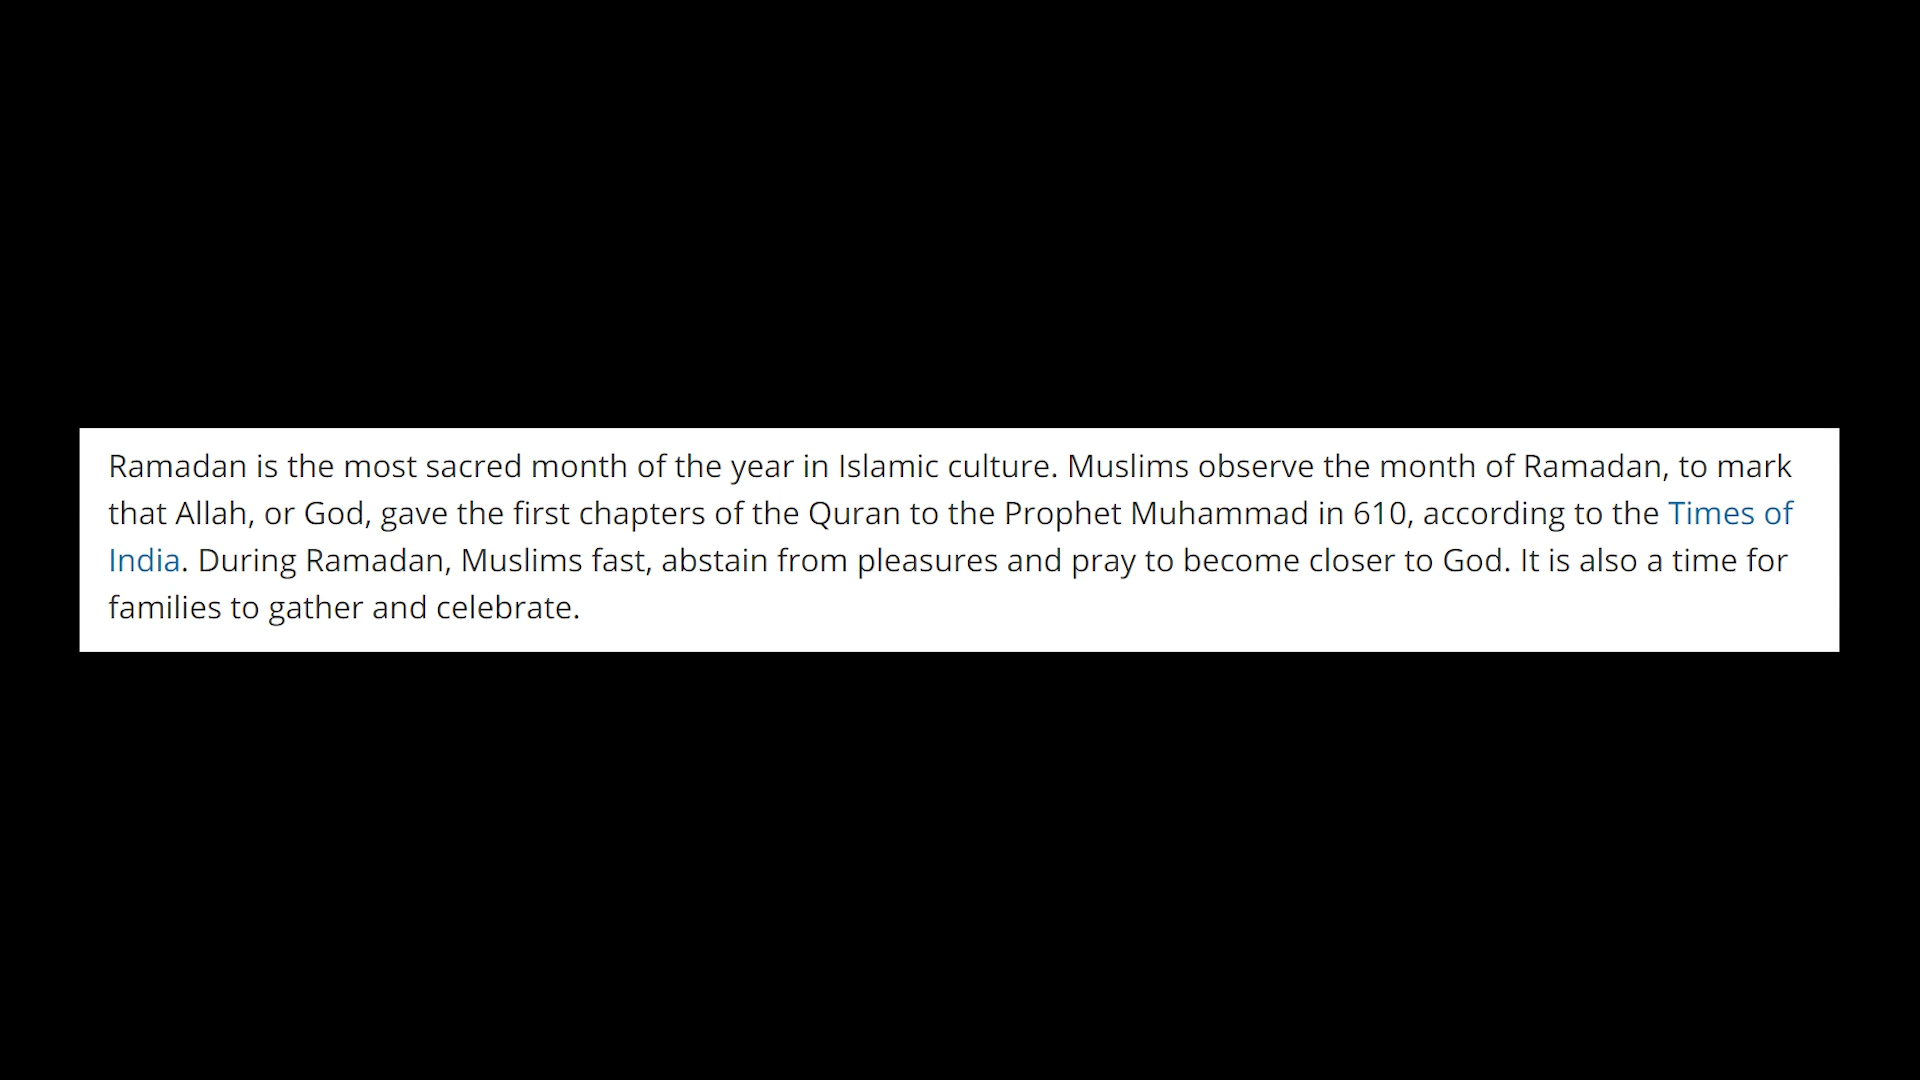 Ramadan is the most sacred month of the year in Islamic culture. Muslims observe the month of Ramadan, to mark
that Allah, or God, gave the first chapters of the Quran to the Prophet Muhammad in 610, according to the Times of
India. During Ramadan, Muslims fast, abstain from pleasures and pray to become closer to God. It is also a time for
families to gather and celebrate.